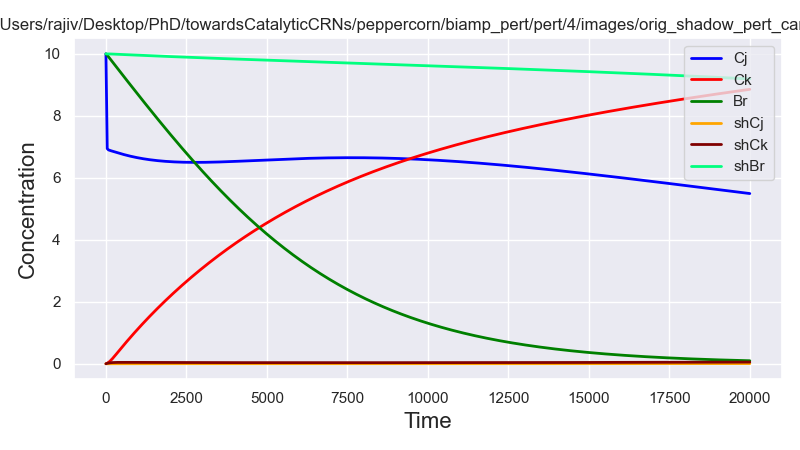 Users/rajiv/Desktop/PhD/towardsCatalyticCRNs/peppercorn/biamp_pert/pert/4/images/orig_shadow_pert_cai
Concentration
10
8
6
4
2
0
Cj
Ck
Br
shCj
shCk
shBr
0 2500 5000 7500 10000 12500 15000 17500 20000
Time